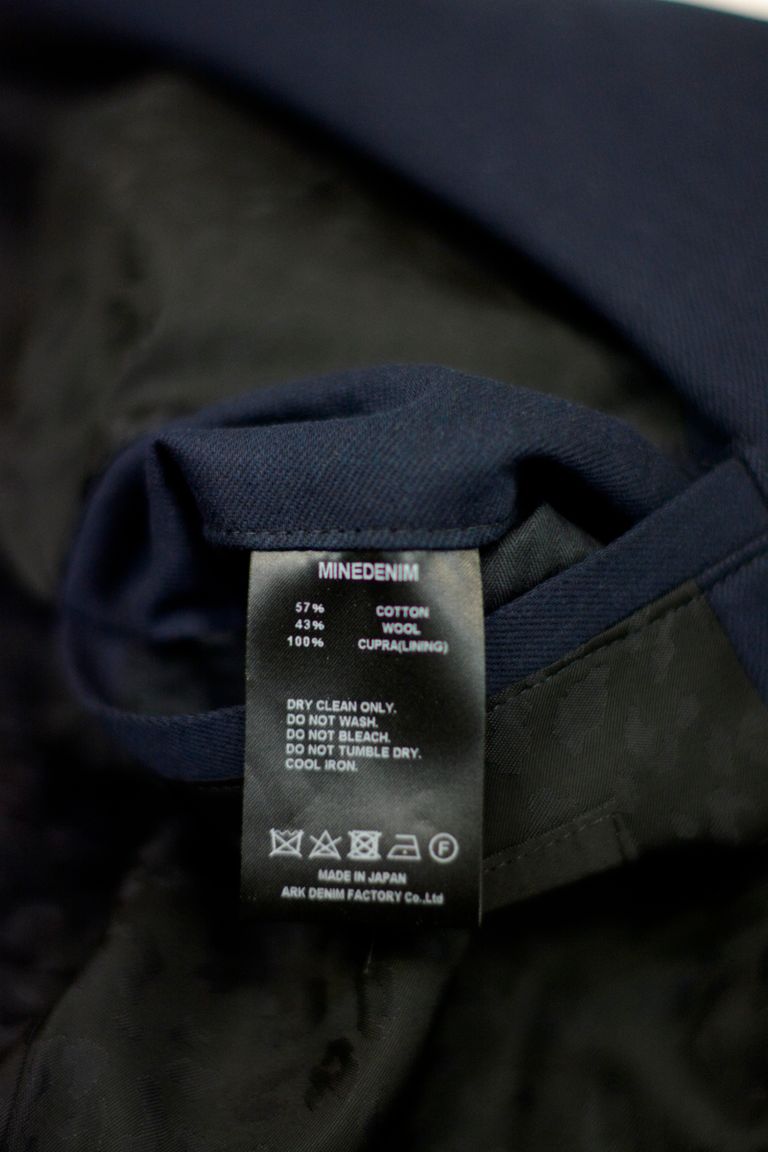 MINEDENIM
57% COTTON
43% WOOL
100% CUPRA(LINING)
DRY CLEAN ONLY.
DO NOT WASH.
DO NOT BLEACH.
DO NOT TUMBLE DRY.
COOL IRON.
F
MADE IN JAPAN
ARK DENIM FACTORY Co.,Ltd